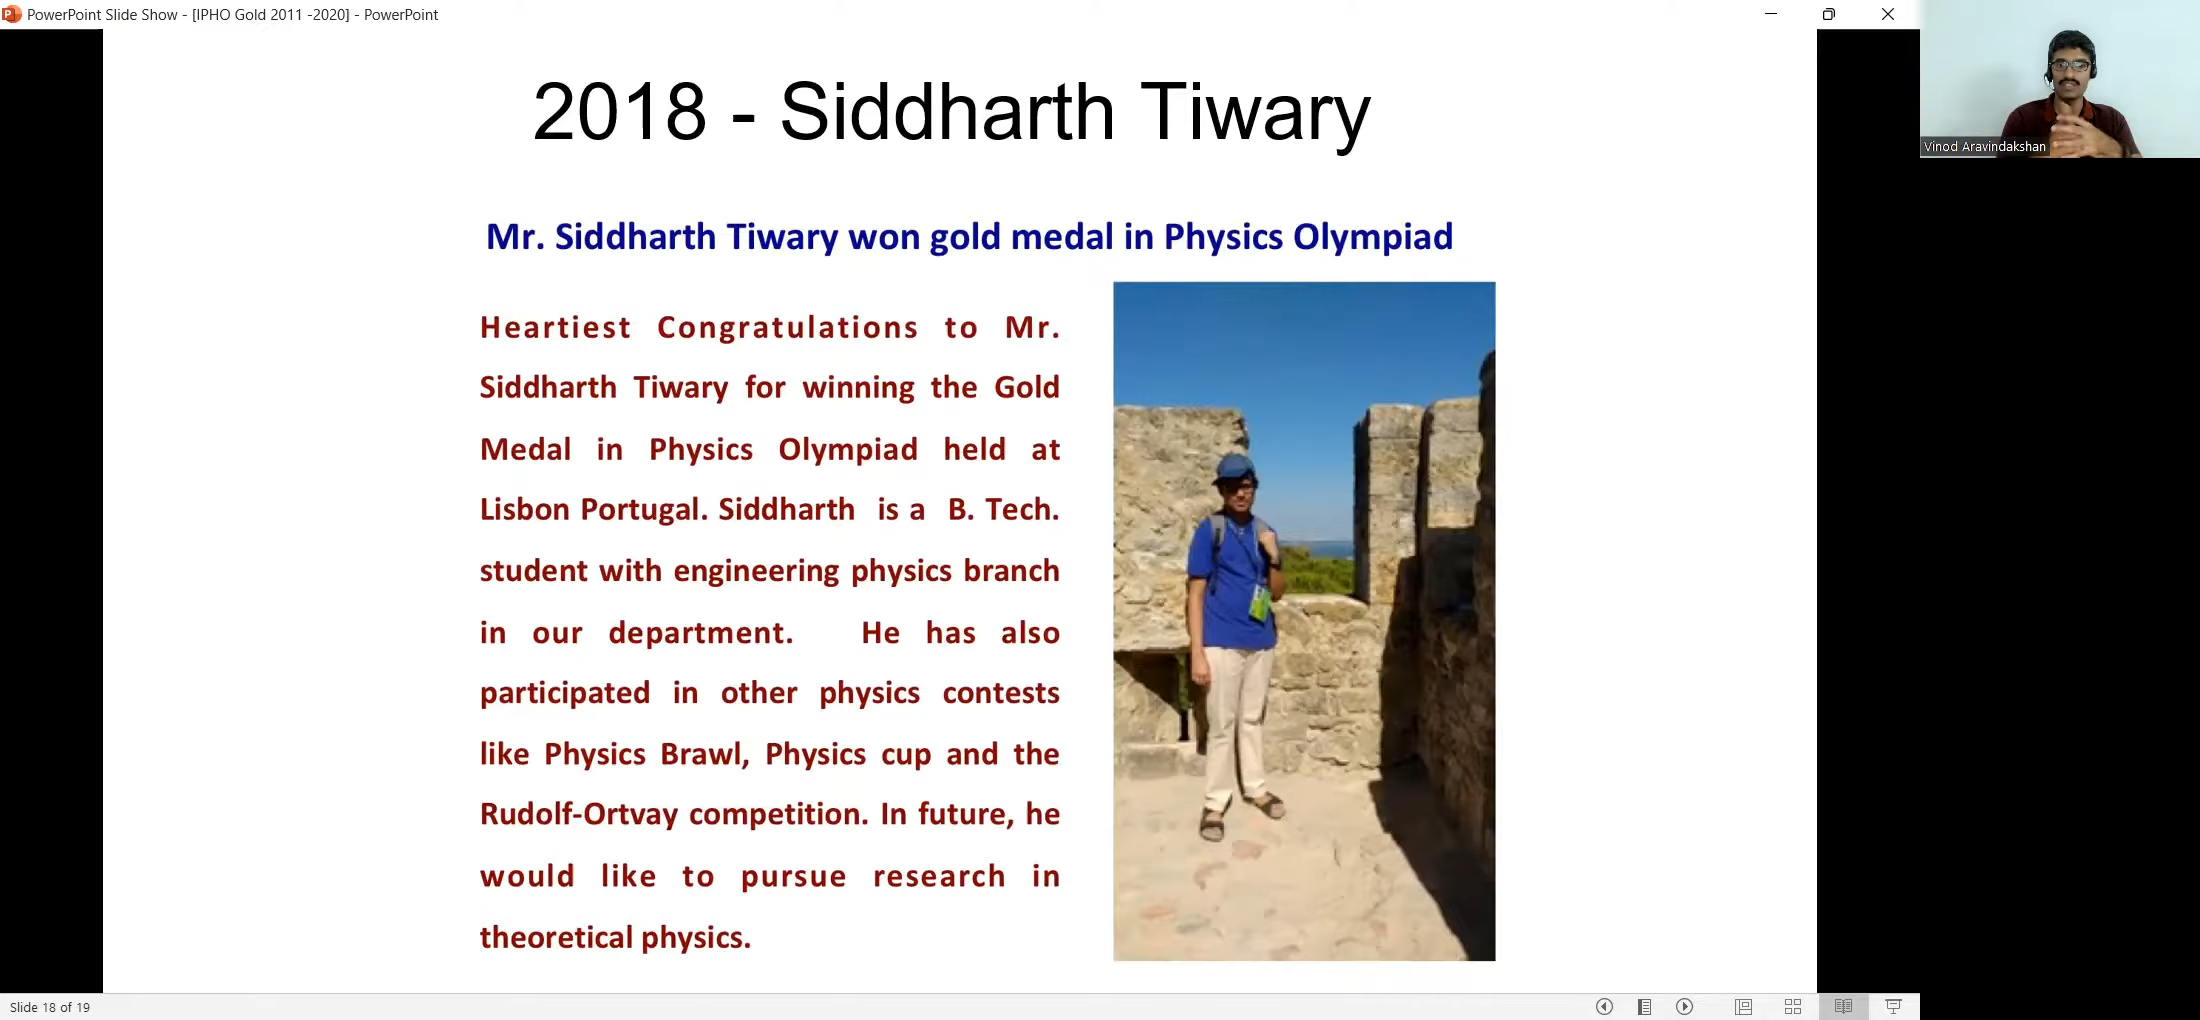 PowerPoint Slide Show - [IPHO Gold 2011 -2020] - PowerPoint
2018 - Siddharth Tiwary
Vinod Aravindakshan
Mr. Siddharth Tiwary won gold medal in Physics Olympiad
Heartiest Congratulations to Mr.
Siddharth Tiwary for winning the Gold
Medal in Physics Olympiad held at
Lisbon Portugal. Siddharth is a B. Tech.
student with engineering physics branch
in our department. He has also
participated in other physics contests
like Physics Brawl, Physics cup and the
Rudolf-Ortvay competition. In future, he
would like to pursue research in
theoretical physics.
Slide 18 of 19